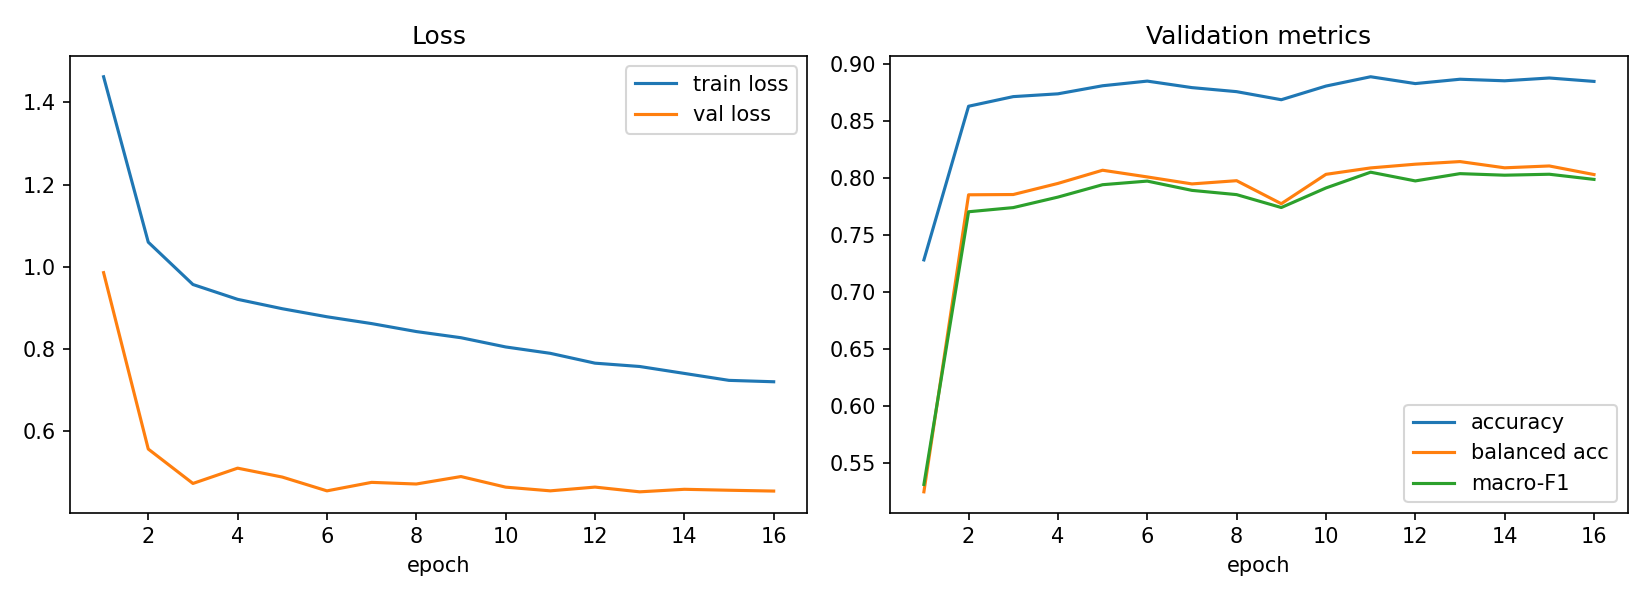 Loss
train loss
val loss
1.4
1.2
1.0
0.8
0.6
2 4 6 8 10 12 14 16
epoch
Validation metrics
0.90
0.85
0.80
0.75
0.70
0.65
0.60
0.55
accuracy
balanced acc
macro-F1
2 4 6 8 10 12 14 16
epoch